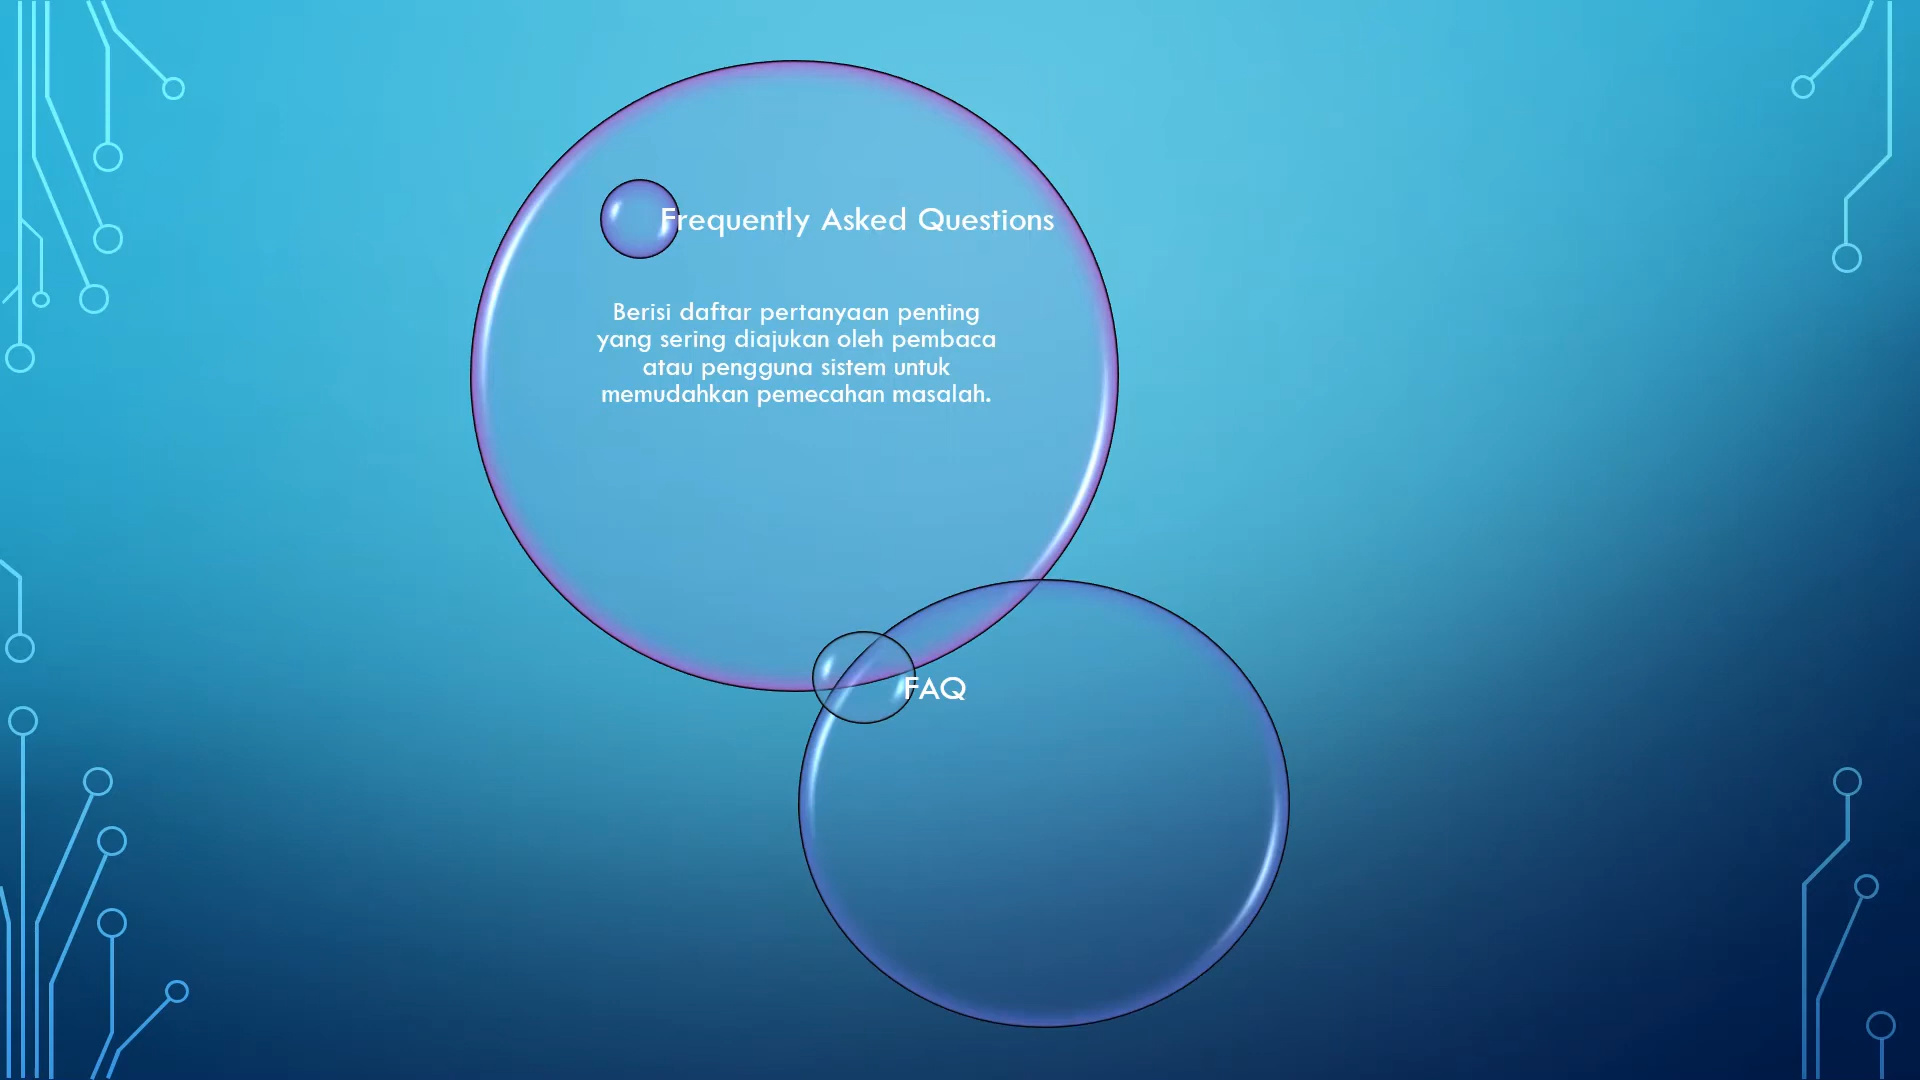 Frequently Asked Questions
Berisi daftar pertanyaan penting
yang sering diajukan oleh pembaca
atau pengguna sistem untuk
memudahkan pemecahan masalah.
FAQ